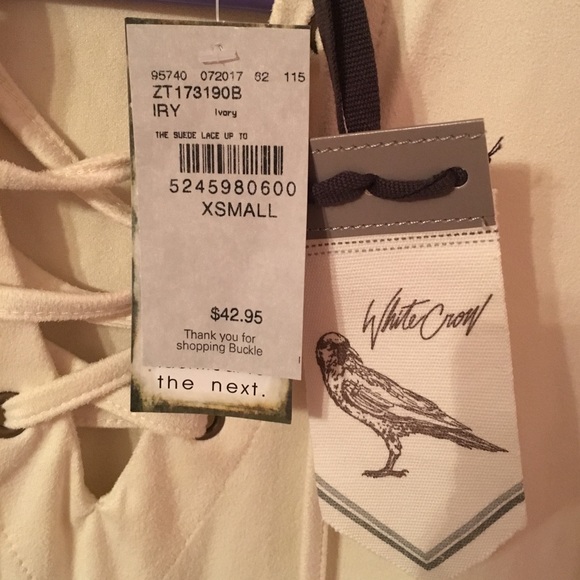 95740 072017 82 115
ZT173190B
IRY Ivory
THE SUEDE LACE UP TO
5245980600
XSMALL
$42.95
Thank you for
shopping Buckle
the next.
White Crow